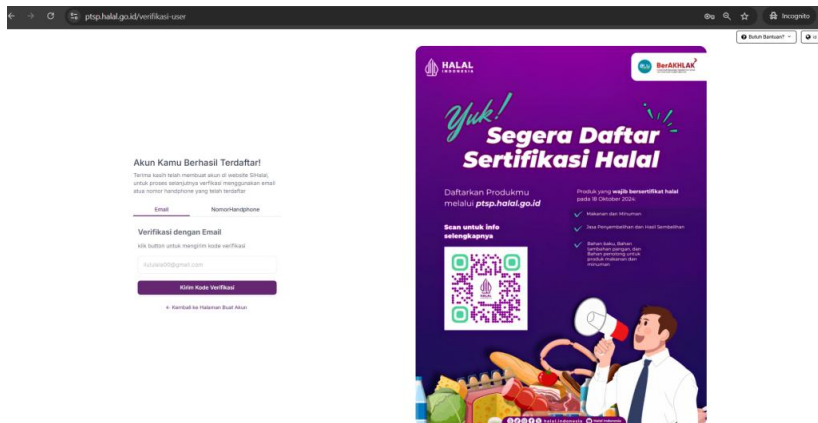 ptsp.halal.go.id/verifikasi-user
Incognito
Butuh Bantuan?
id
HALAL
INDONESIA
BerAKHLAK
Yuk!
Segera Daftar
Sertifikasi Halal
Akun Kamu Berhasil Terdaftar!
Terima kasih telah membuat akun di website SiHalal,
untuk proses selanjutnya verfikasi menggunakan email
atua nomor handphone yang telah terdaftar
Email
NomorHandphone
Verifikasi dengan Email
klik button untuk mengirim kode verifikasi
Kirim Kode Verifikasi
Kembali ke Halaman Buat Akun
Daftarkan Produkmu
melalui ptsp.halal.go.id
Scan untuk info
selengkapnya
Produk yang wajib bersertifikat halal
pada 18 Oktober 2024:
Makanan dan Minuman
Jasa Penyembelihan dan Hasil Sembelihan
Bahan baku, Bahan
tambahan pangan, dan
Bahan penolong untuk
produk makanan dan
minuman
halal.indonesia
Halal Indonesia